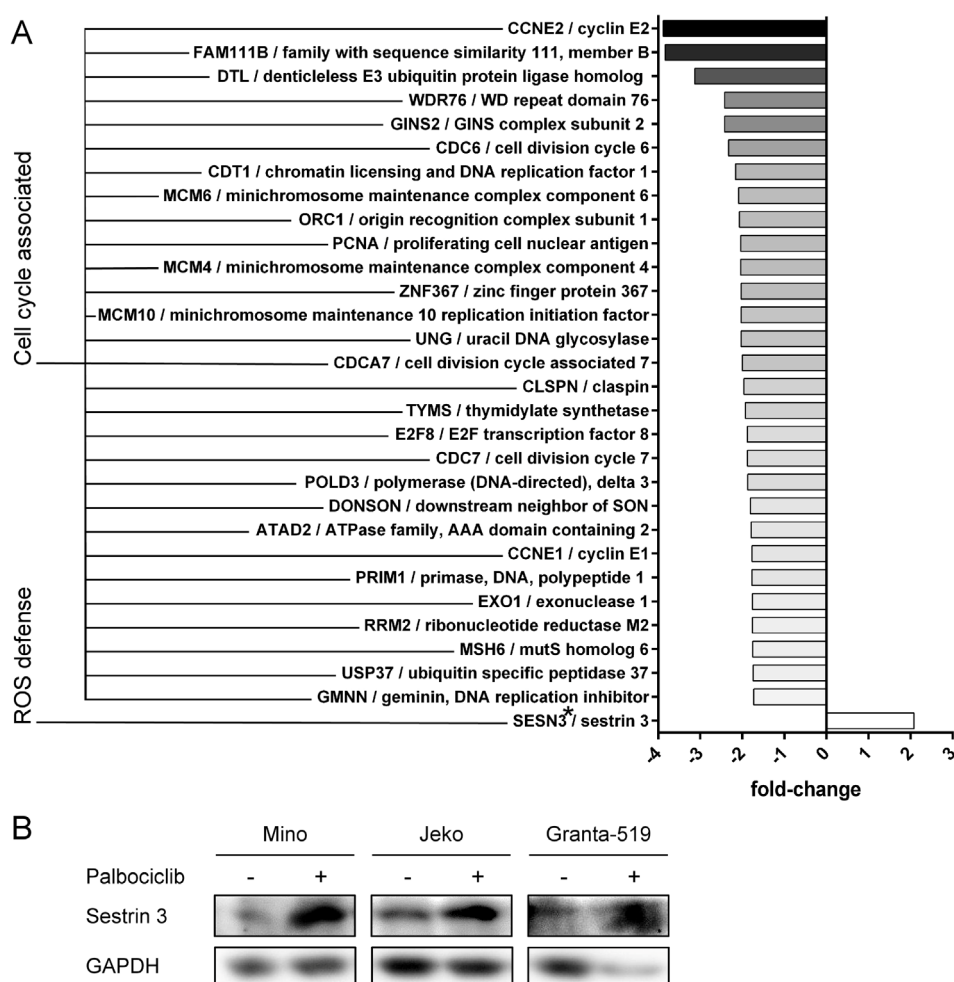 A
Cell cycle associated
ROS defense
CCNE2 / cyclin E2
FAM111B / family with sequence similarity 111, member B
DTL / denticleless E3 ubiquitin protein ligase homolog
WDR76 / WD repeat domain 76
GINS2 / GINS complex subunit 2
CDC6 / cell division cycle 6
CDT1 / chromatin licensing and DNA replication factor 1
MCM6 / minichromosome maintenance complex component 6
ORC1 / origin recognition complex subunit 1
PCNA / proliferating cell nuclear antigen
MCM4 / minichromosome maintenance complex component 4
ZNF367 / zinc finger protein 367
MCM10 / minichromosome maintenance 10 replication initiation factor
UNG / uracil DNA glycosylase
CDCA7 / cell division cycle associated 7
CLSPN / claspin
TYMS / thymidylate synthetase
E2F8 / E2F transcription factor 8
CDC7 / cell division cycle 7
POLD3 / polymerase (DNA-directed), delta 3
DONSON / downstream neighbor of SON
ATAD2 / ATPase family, AAA domain containing 2
CCNE1 / cyclin E1
PRIM1 / primase, DNA, polypeptide 1
EXO1 / exonuclease 1
RRM2 / ribonucleotide reductase M2
MSH6 / mutS homolog 6
USP37 / ubiquitin specific peptidase 37
GMNN / geminin, DNA replication inhibitor
SESN3* / sestrin 3
-4 -3 -2 -1 0 1 2 3
fold-change
B
Mino Jeko Granta-519
Palbociclib - + - + - +
Sestrin 3
GAPDH